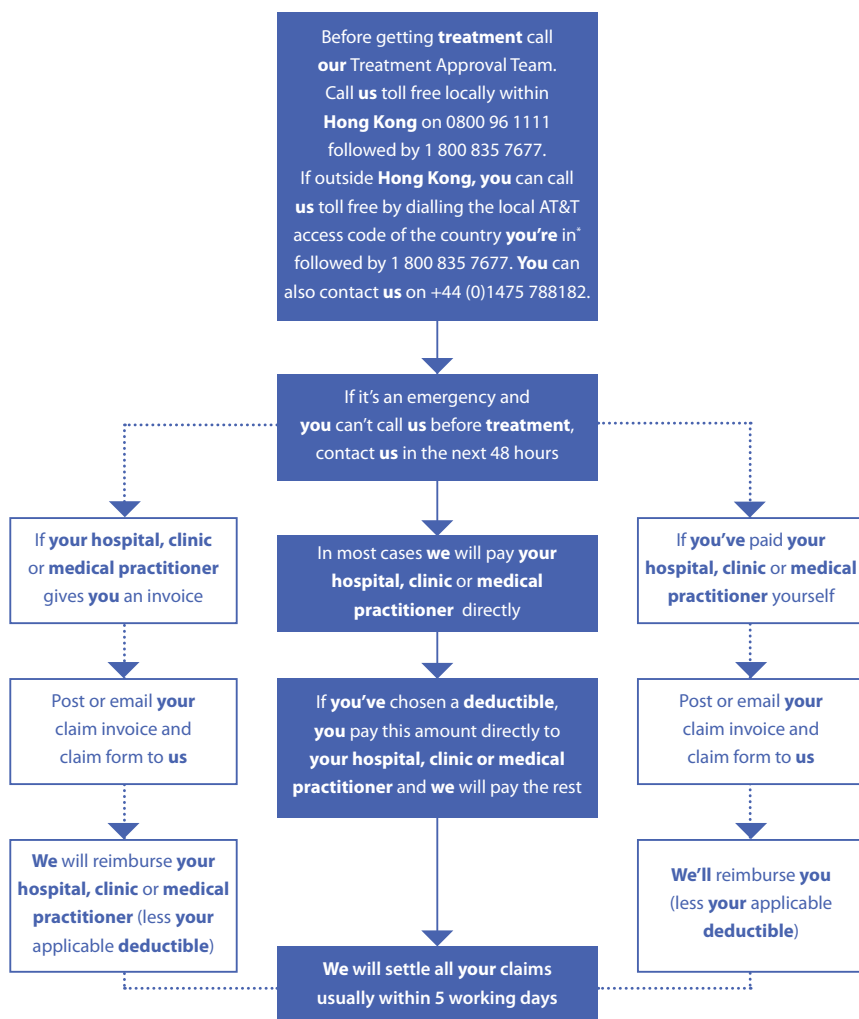 Before getting treatment call
our Treatment Approval Team.
Call us toll free locally within
Hong Kong on 0800 96 1111
followed by 1 800 835 7677.
If outside Hong Kong, you can call
us toll free by dialling the local AT&T
access code of the country you’re in*
followed by 1 800 835 7677. You can
also contact us on +44 (0)1475 788182.
If it’s an emergency and
you can’t call us before treatment,
contact us in the next 48 hours
If your hospital, clinic
or medical practitioner
gives you an invoice
Post or email your
claim invoice and
claim form to us
We will reimburse your
hospital, clinic or medical
practitioner (less your
applicable deductible)
In most cases we will pay your
hospital, clinic or medical
practitioner directly
If you’ve chosen a deductible,
you pay this amount directly to
your hospital, clinic or medical
practitioner and we will pay the rest
If you’ve paid your
hospital, clinic or medical
practitioner yourself
Post or email your
claim invoice and
claim form to us
We’ll reimburse you
(less your applicable
deductible)
We will settle all your claims
usually within 5 working days